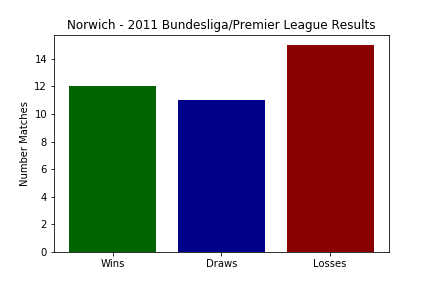 Norwich - 2011 Bundesliga/Premier League Results
Number Matches
14
12
10
8
6
4
2
0
Wins Draws Losses